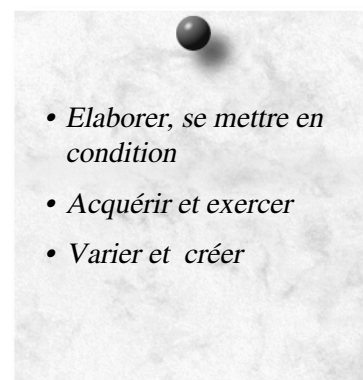 • Elaborer, se mettre en
condition
• Acquérir et exercer
• Varier et  créer